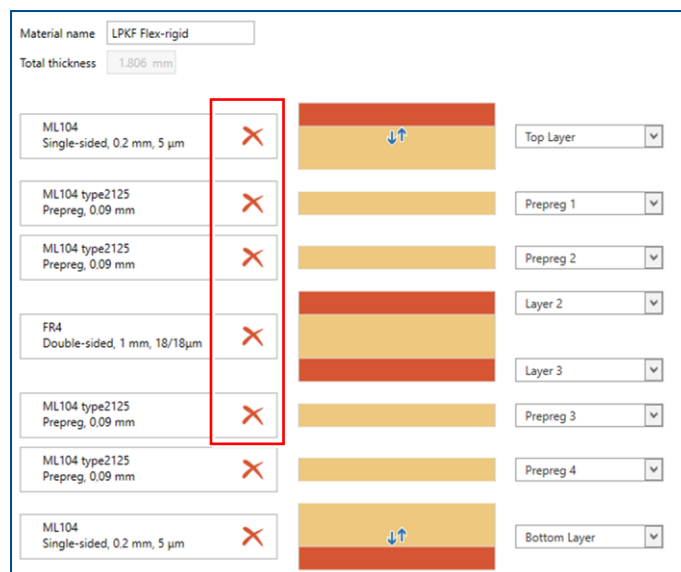 Material name LPKF Flex-rigid
Total thickness 1.806 mm
ML104
Single-sided, 0.2 mm, 5 µm
Top Layer
ML104 type2125
Prepreg, 0.09 mm
Prepreg 1
ML104 type2125
Prepreg, 0.09 mm
Prepreg 2
Layer 2
FR4
Double-sided, 1 mm, 18/18µm
Layer 3
ML104 type2125
Prepreg, 0.09 mm
Prepreg 3
ML104 type2125
Prepreg, 0.09 mm
Prepreg 4
ML104
Single-sided, 0.2 mm, 5 µm
Bottom Layer